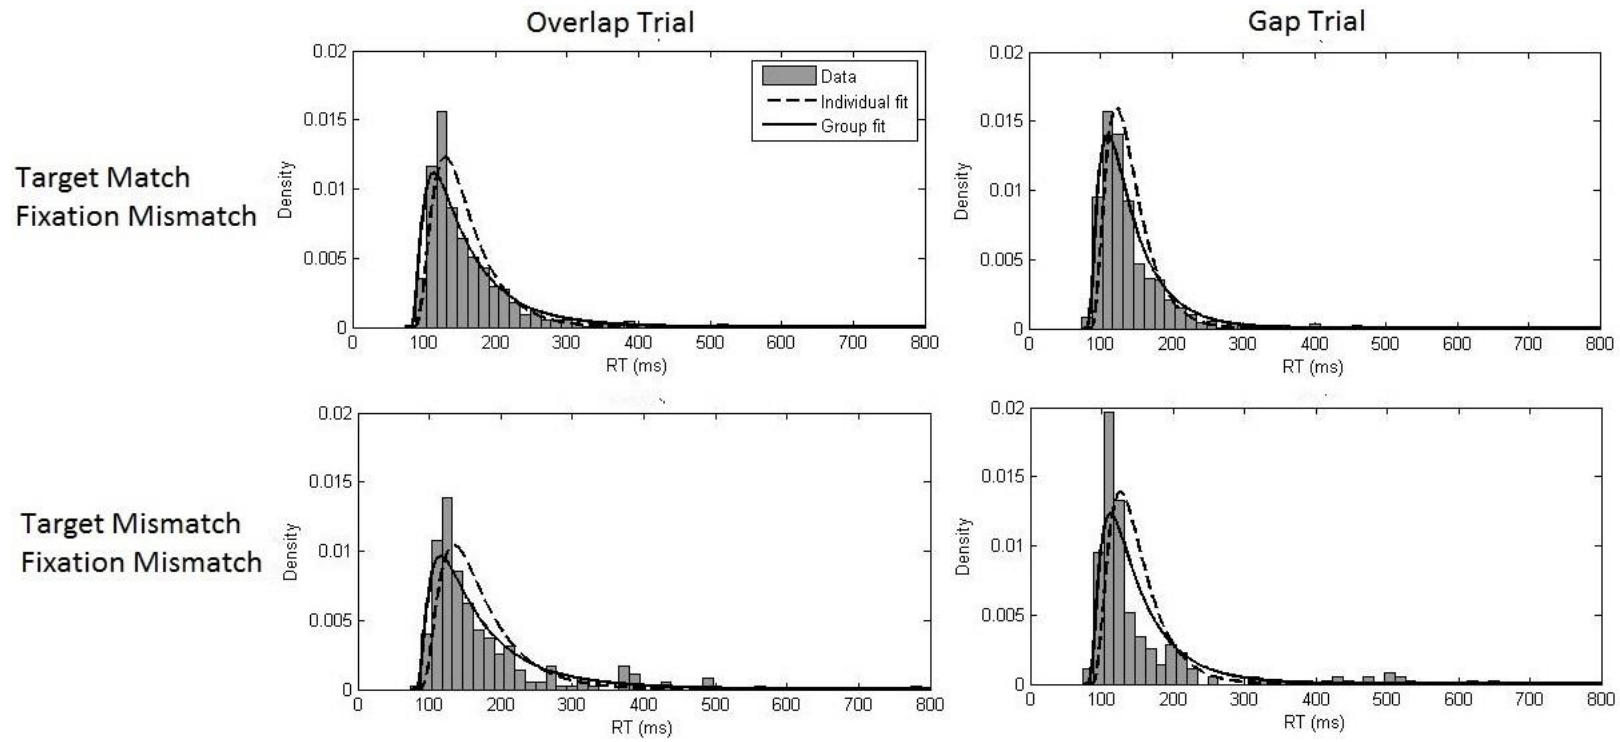 Overlap Trial
Gap Trial
Target Match
Fixation Mismatch
Density
0.02
0.015
0.01
0.005
0
0 100 200 300 400 500 600 700 800
RT (ms)
Data
Individual fit
Group fit
Density
0.02
0.015
0.01
0.005
0
0 100 200 300 400 500 600 700 800
RT (ms)
Target Mismatch
Fixation Mismatch
Density
0.02
0.015
0.01
0.005
0
0 100 200 300 400 500 600 700 800
RT (ms)
Density
0.02
0.015
0.01
0.005
0
0 100 200 300 400 500 600 700 800
RT (ms)